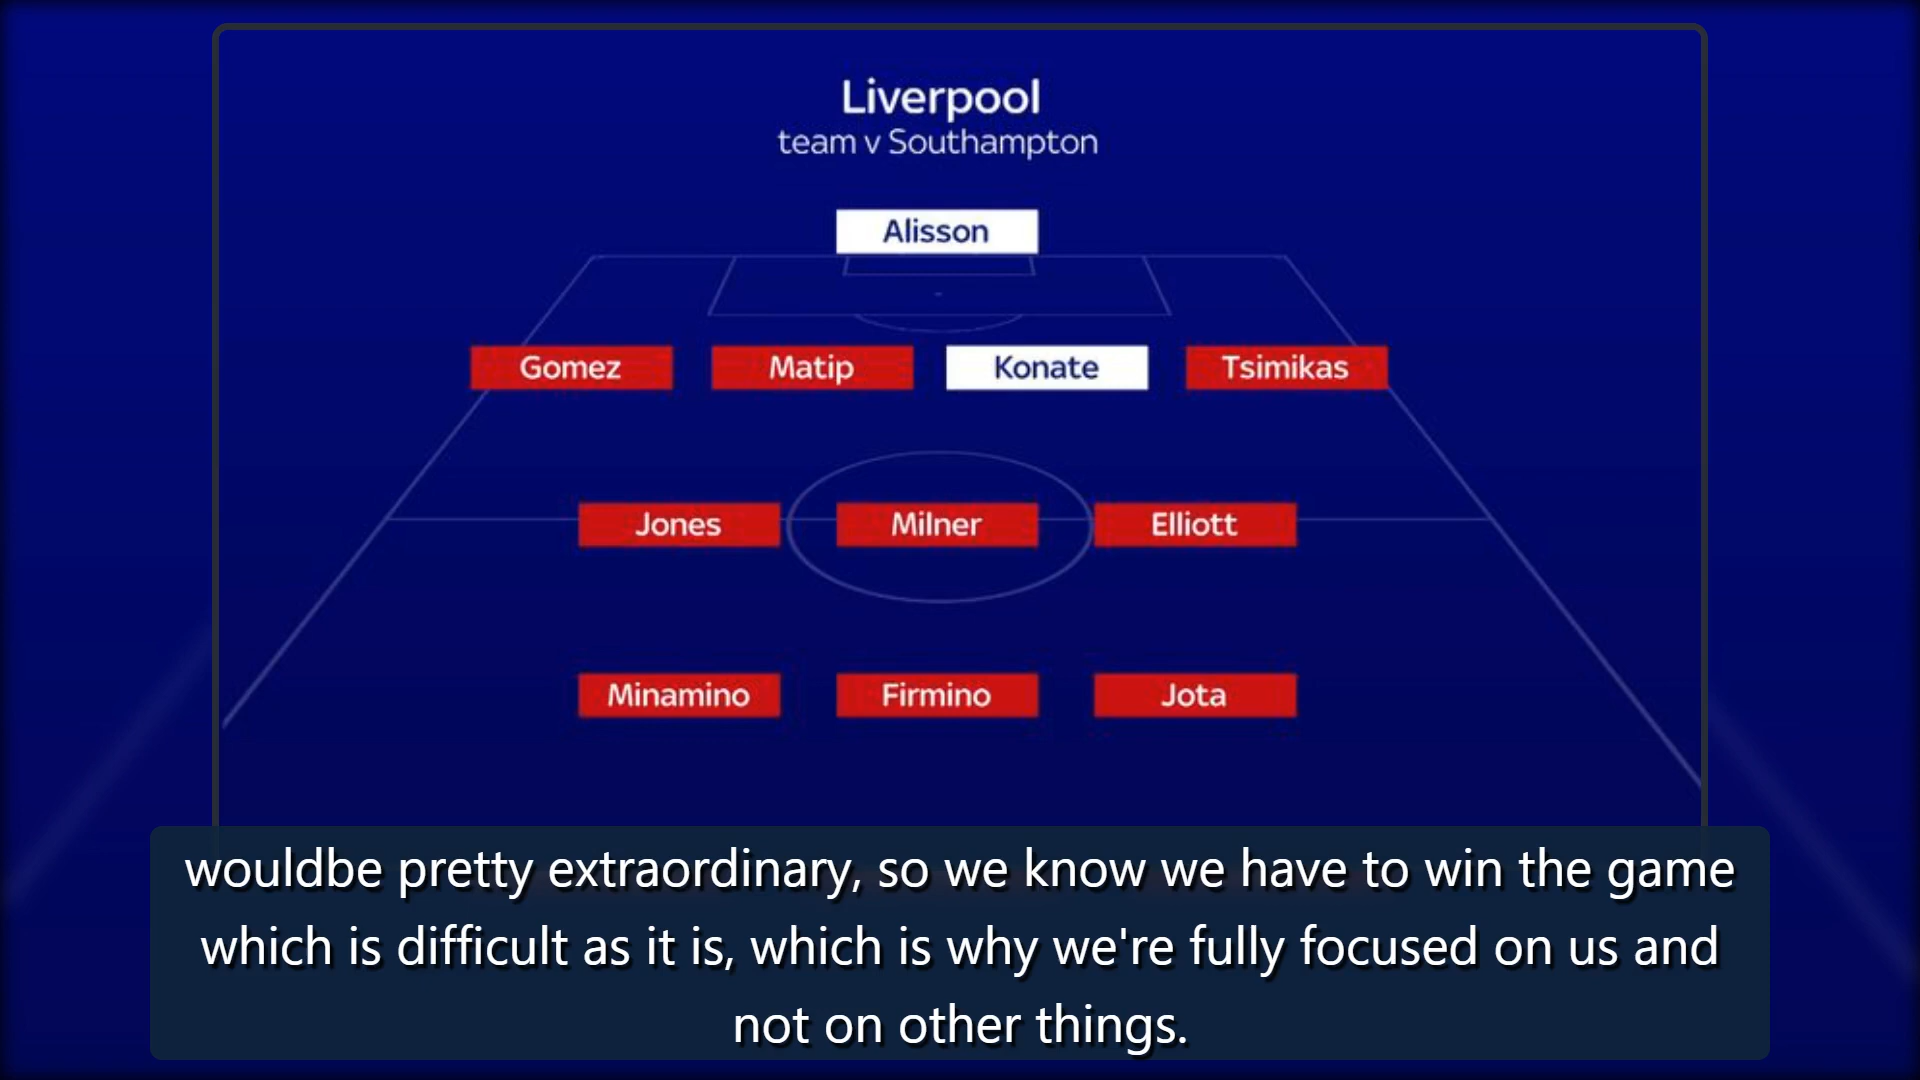 Liverpool
team v Southampton
Alisson
Gomez Matip Konate Tsimikas
Jones Milner Elliott
Minamino Firmino Jota
wouldbe pretty extraordinary, so we know we have to win the game
which is difficult as it is, which is why we're fully focused on us and
not on other things.